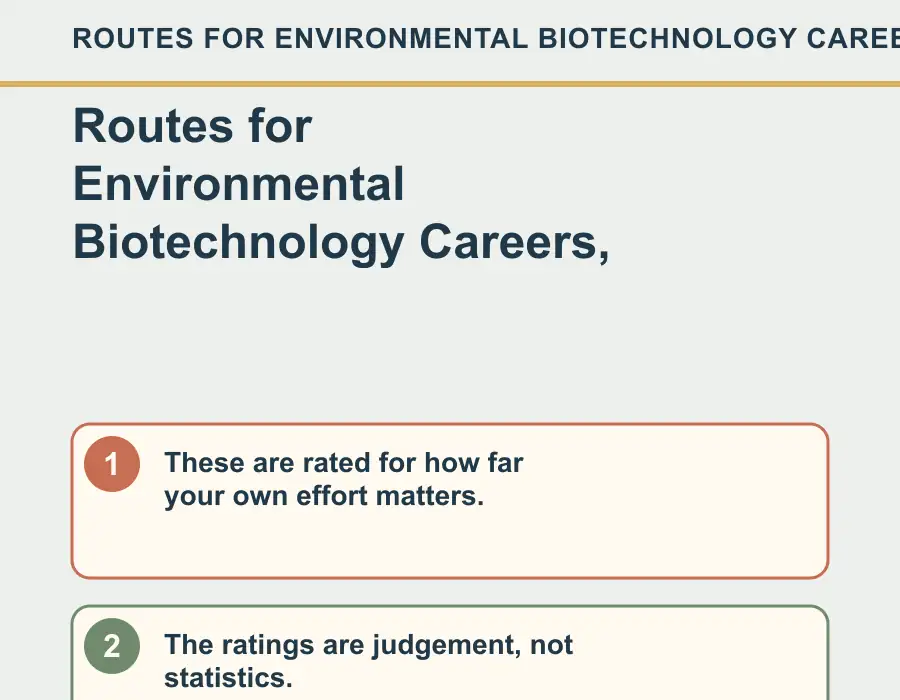 ROUTES FOR ENVIRONMENTAL BIOTECHNOLOGY
Routes for
Environmental
Biotechnology Careers,
1
These are rated for how far
your own effort matters.
2
The ratings are judgement, not
statistics.